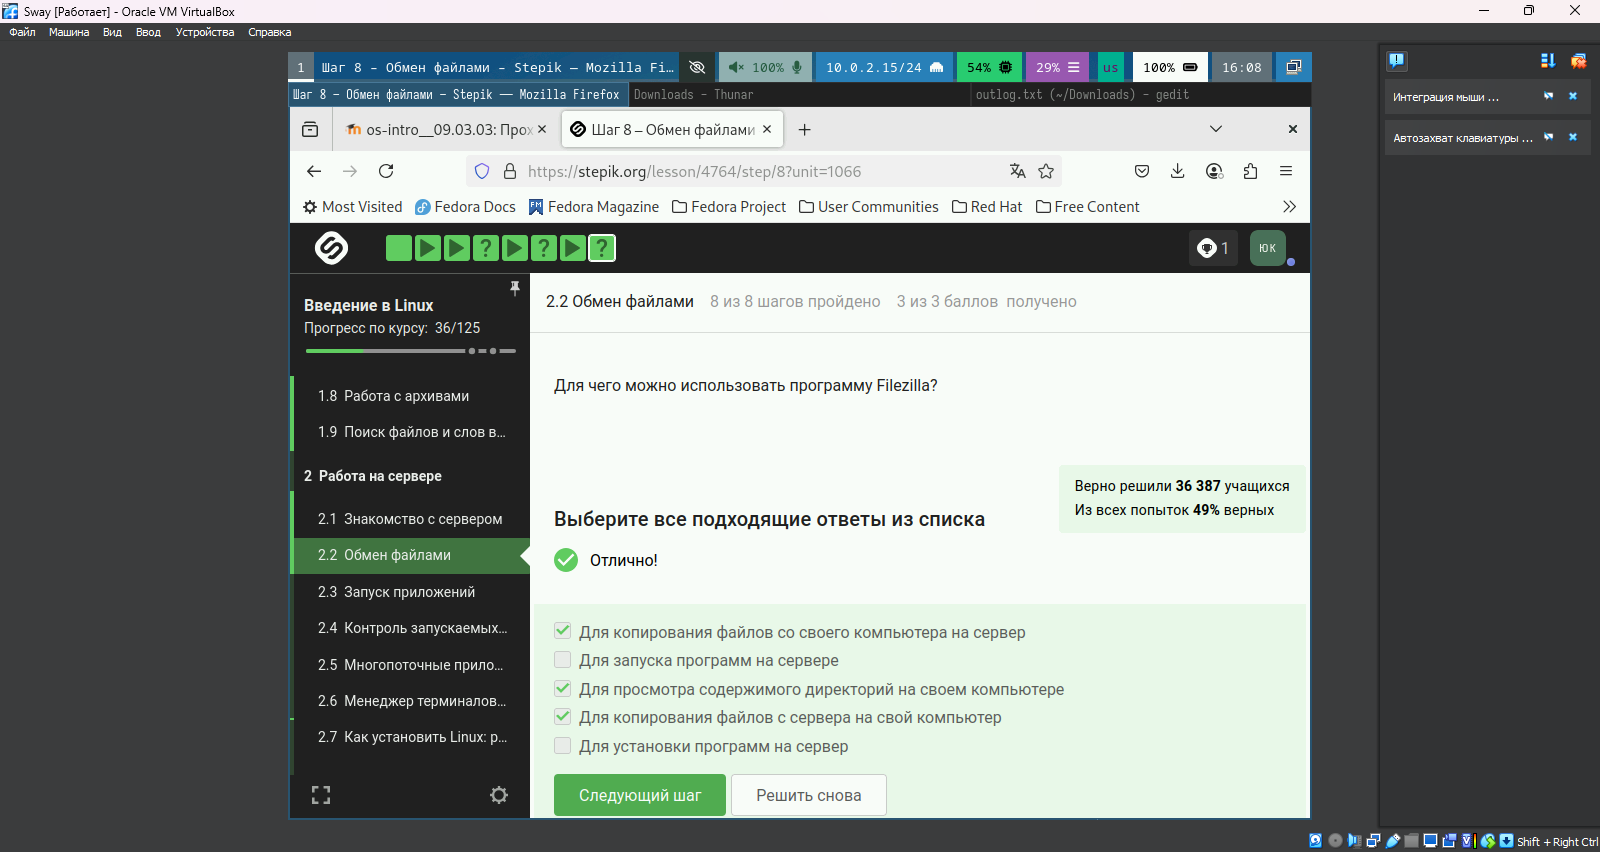 Sway [Работает] - Oracle VM VirtualBox
Файл Машина Вид Ввод Устройства Справка
1 Шаг 8 – Обмен файлами – Stepik — Mozilla Fi… 100% 10.0.2.15/24 54% 29% us 100% 16:08
Шаг 8 – Обмен файлами – Stepik — Mozilla Firefox Downloads – Thunar outlog.txt (~/Downloads) – gedit
os-intro__09.03.03: Прох Шаг 8 – Обмен файлами
https://stepik.org/lesson/4764/step/8?unit=1066
Most Visited Fedora Docs Fedora Magazine Fedora Project User Communities Red Hat Free Content
1 ЮК
Введение в Linux
Прогресс по курсу: 36/125
1.8 Работа с архивами
1.9 Поиск файлов и слов в…
2 Работа на сервере
2.1 Знакомство с сервером
2.2 Обмен файлами
2.3 Запуск приложений
2.4 Контроль запускаемых…
2.5 Многопоточные прило…
2.6 Менеджер терминалов…
2.7 Как установить Linux: р…
2.2 Обмен файлами 8 из 8 шагов пройдено 3 из 3 баллов получено
Для чего можно использовать программу Filezilla?
Верно решили 36 387 учащихся
Из всех попыток 49% верных
Выберите все подходящие ответы из списка
Отлично!
Для копирования файлов со своего компьютера на сервер
Для запуска программ на сервере
Для просмотра содержимого директорий на своем компьютере
Для копирования файлов с сервера на свой компьютер
Для установки программ на сервер
Следующий шаг Решить снова
Интеграция мыши ...
Автозахват клавиатуры ...
Shift + Right Ctrl